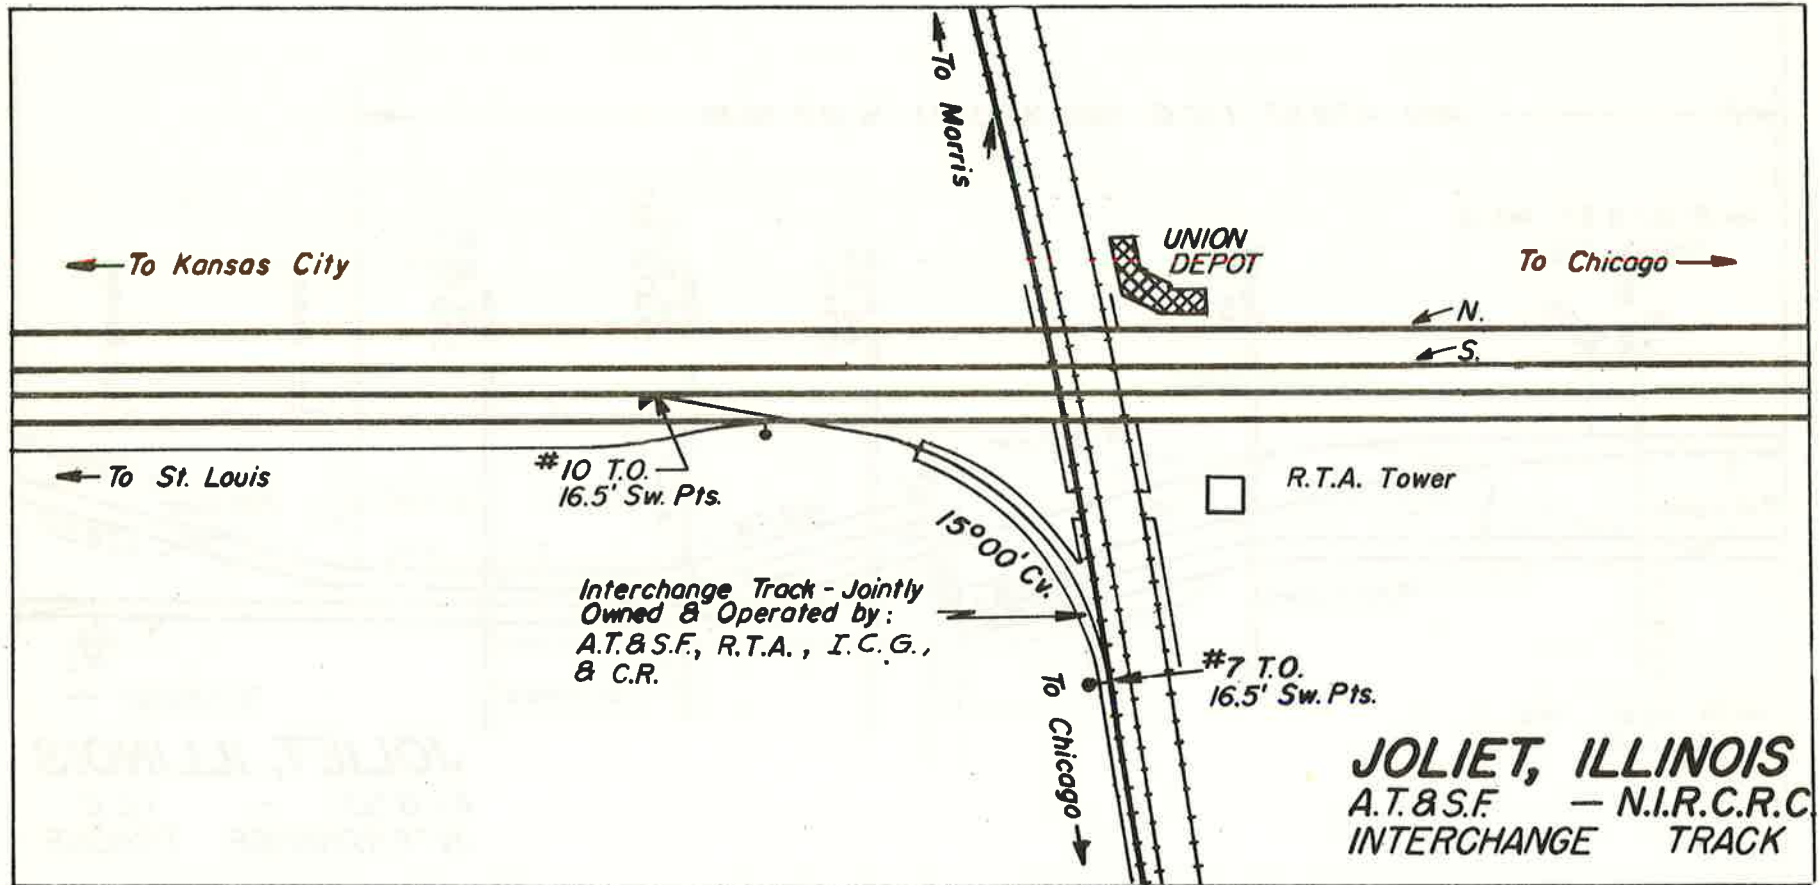 To Morris
UNION
DEPOT
To Kansas City
To Chicago
N.
S.
To St. Louis
#10 T.O.
16.5' Sw. Pts.
R.T.A. Tower
15°00' Cv.
Interchange Track - Jointly
Owned & Operated by:
A.T.&S.F., R.T.A., I.C.G.,
& C.R.
#7 T.O.
16.5' Sw. Pts.
To Chicago
JOLIET, ILLINOIS
A.T.&S.F. — N.I.R.C.R.C.
INTERCHANGE TRACK